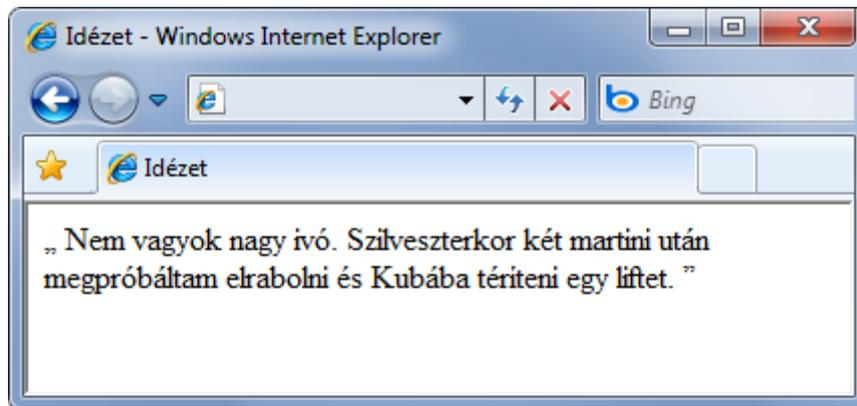 Idézet - Windows Internet Explorer
Bing
Idézet
„ Nem vagyok nagy ivó. Szilveszterkor két martini után
megpróbáltam elrabolni és Kubába téríteni egy liftet. ”